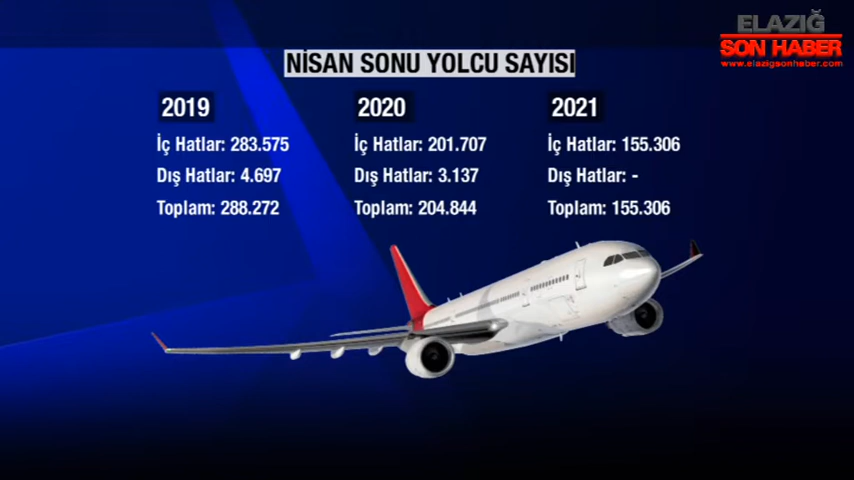 ELAZIĞ
SON HABER
www.elazigsonhaber.com
NİSAN SONU YOLCU SAYISI
2019
İç Hatlar: 283.575
Dış Hatlar: 4.697
Toplam: 288.272
2020
İç Hatlar: 201.707
Dış Hatlar: 3.137
Toplam: 204.844
2021
İç Hatlar: 155.306
Dış Hatlar: -
Toplam: 155.306